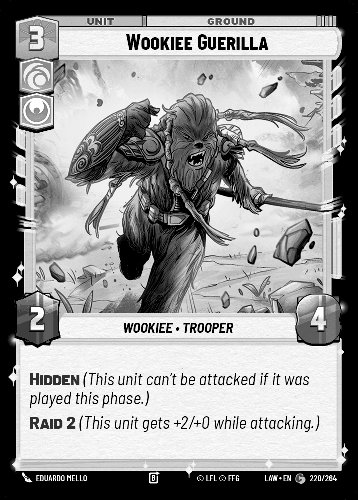 UNIT
GROUND
3
WOOKIEE GUERILLA
2
4
WOOKIEE • TROOPER
HIDDEN (This unit can't be attacked if it was
played this phase.)
RAID 2 (This unit gets +2/+0 while attacking.)
EDUARDO MELLO
© LFL © FFG
LAW • EN
C
220/264